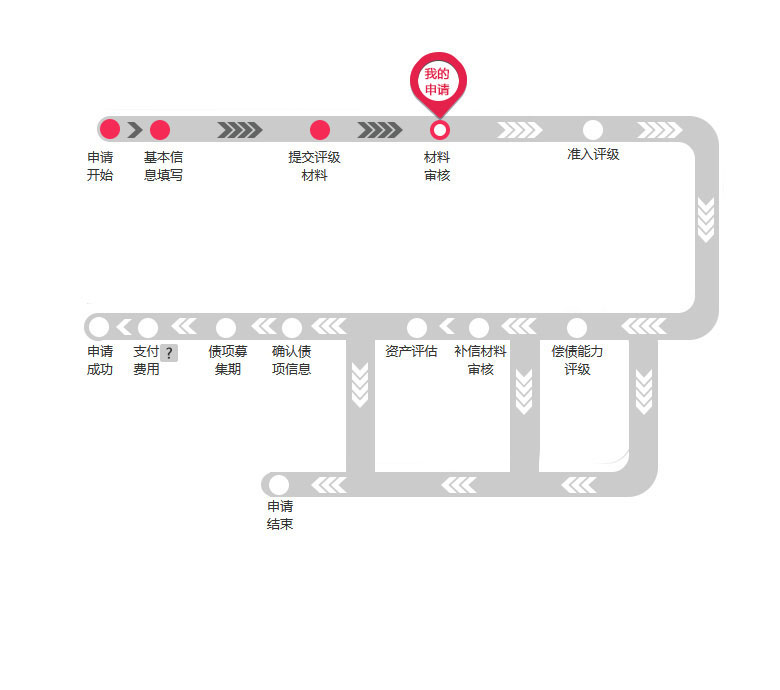 我的
申请
申请
开始
基本信
息填写
提交评级
材料
材料
审核
准入评级
申请
成功
支付?
费用
债项募
集期
确认债
项信息
资产评估
补信材料
审核
偿债能力
评级
申请
结束